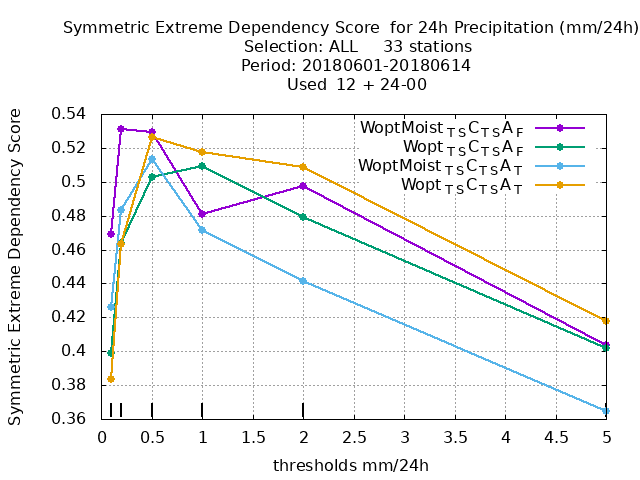 Symmetric Extreme Dependency Score  for 24h Precipitation (mm/24h)
Selection: ALL     33 stations
Period: 20180601-20180614
Used  12 + 24-00
Symmetric Extreme Dependency Score
0.54
0.52
0.5
0.48
0.46
0.44
0.42
0.4
0.38
0.36
WoptMoist TS C TS A F
Wopt TS C TS A F
WoptMoist TS C TS A T
Wopt TS C TS A T
0 0.5 1 1.5 2 2.5 3 3.5 4 4.5 5
thresholds mm/24h